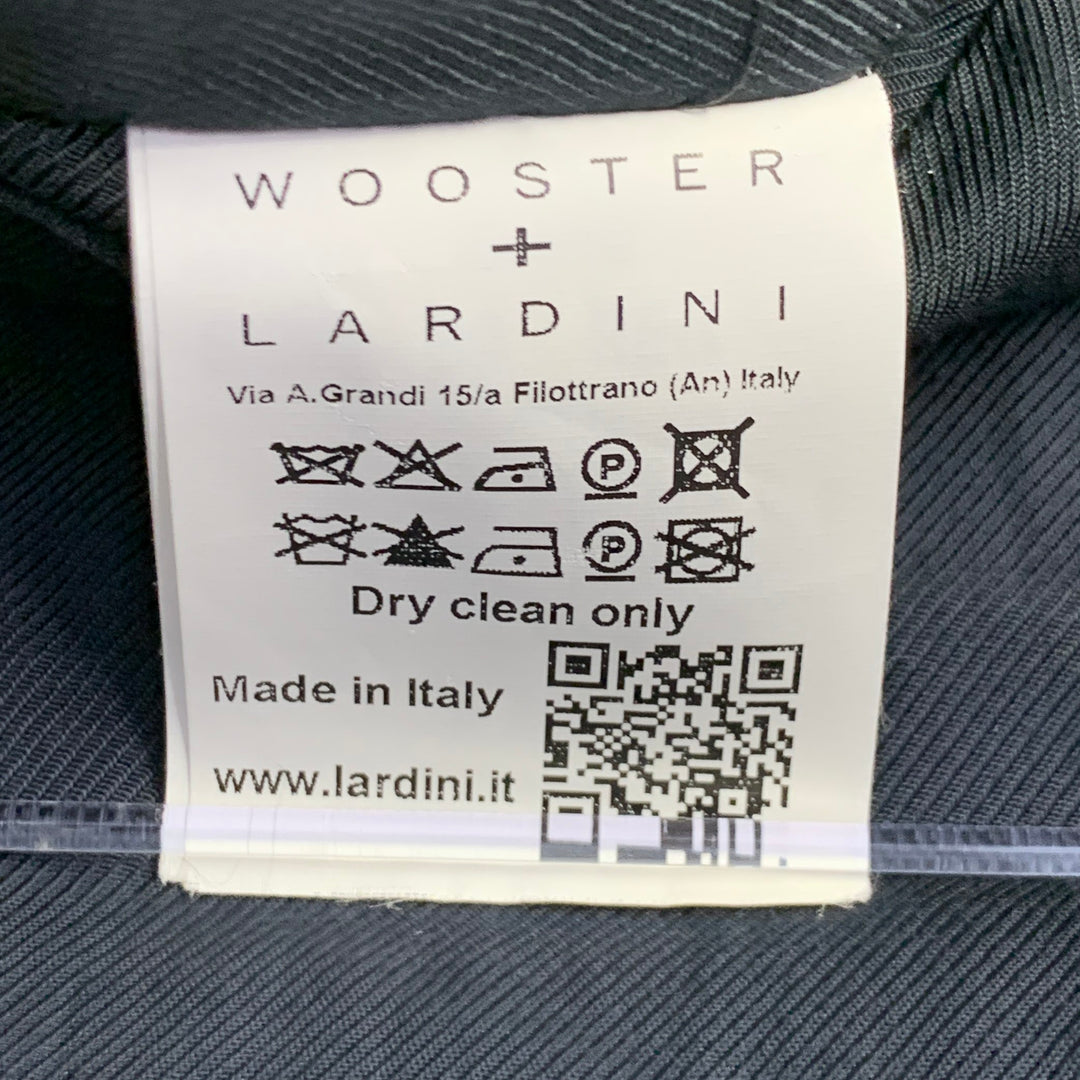 WOOSTER
+
LARDINI
Via A.Grandi 15/a Filottrano (An) Italy
P
P
Dry clean only
Made in Italy
www.lardini.it